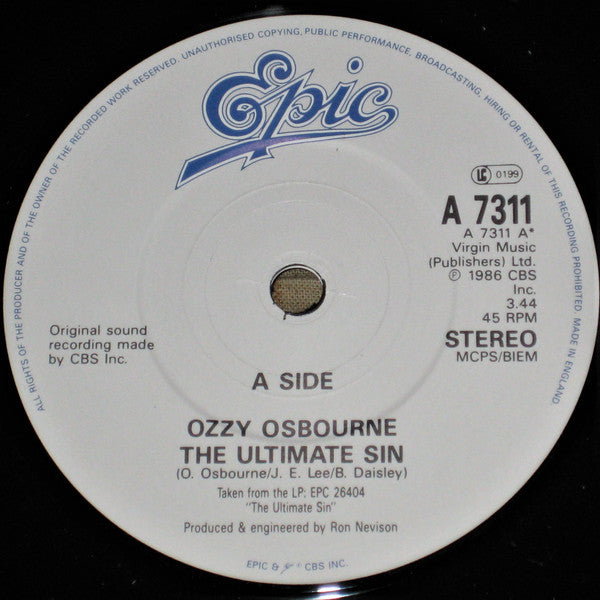 ALL RIGHTS OF THE PRODUCER AND OF THE OWNER OF THE RECORDED WORK RESERVED. UNAUTHORISED COPYING, PUBLIC PERFORMANCE, BROADCASTING, HIRING OR RENTAL OF THIS RECORDING PROHIBITED. MADE IN ENGLAND.
Epic
LC 0199
A 7311
A 7311 A*
Virgin Music
(Publishers) Ltd.
℗ 1986 CBS
Inc.
3.44
45 RPM
STEREO
MCPS/BIEM
Original sound
recording made
by CBS Inc.
A SIDE
OZZY OSBOURNE
THE ULTIMATE SIN
(O. Osbourne/J. E. Lee/B. Daisley)
Taken from the LP: EPC 26404
"The Ultimate Sin"
Produced & engineered by Ron Nevison
EPIC & CBS INC.